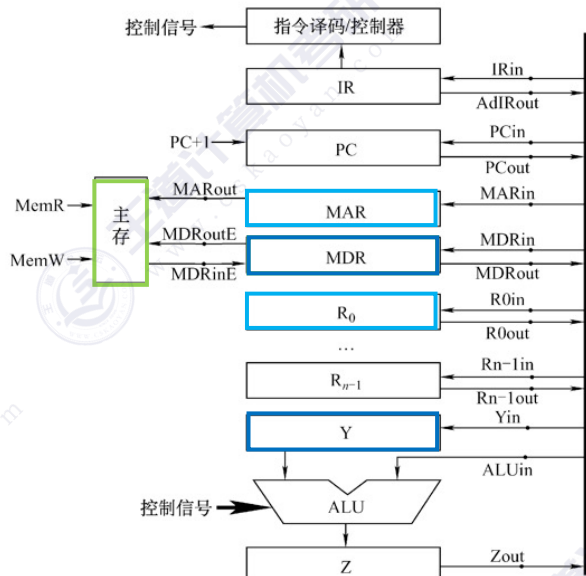 控制信号
指令译码/控制器
IR
IRin
AdIRout
PC+1
PC
PCin
PCout
MemR
MemW
主存
MARout
MAR
MARin
MDRoutE
MDRinE
MDR
MDRin
MDRout
R₀
R0in
R0out
…
Rₙ₋₁
Rn-1in
Rn-1out
Y
Yin
ALUin
控制信号
ALU
Z
Zout